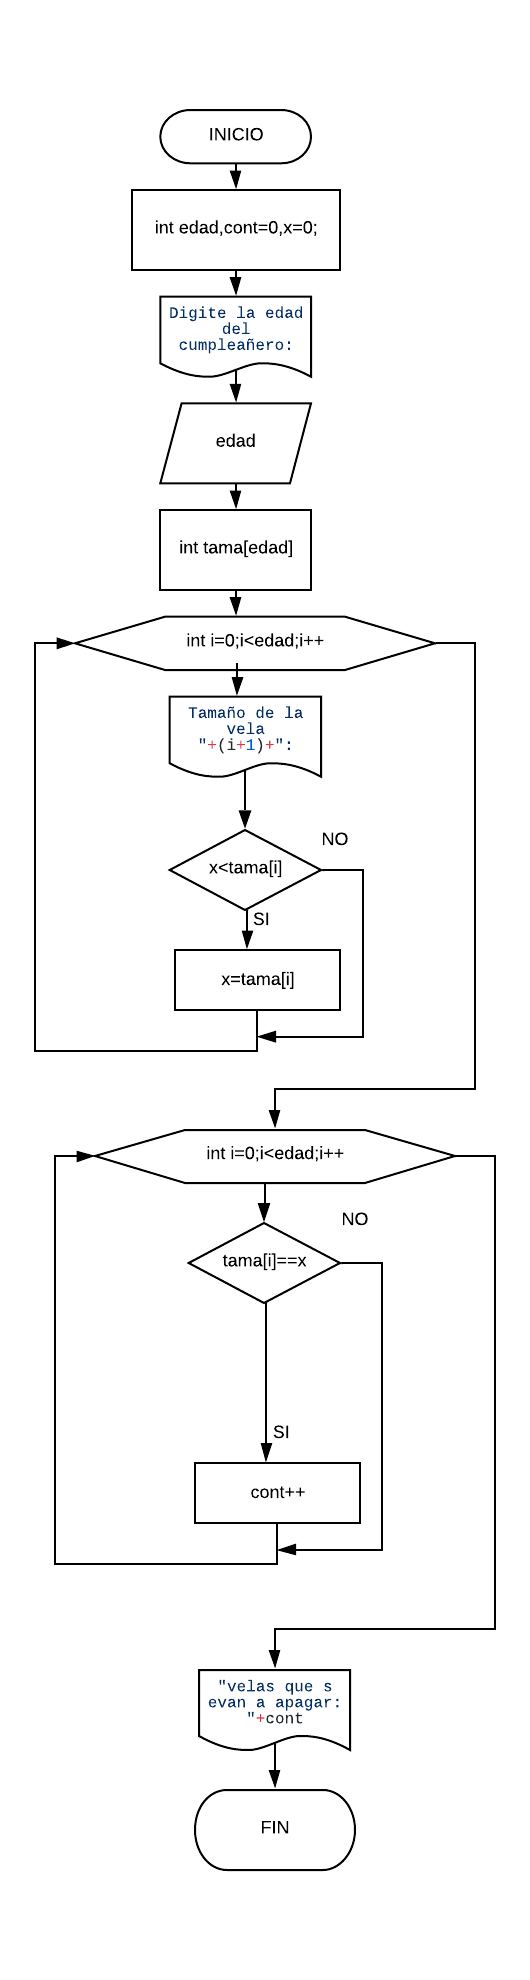 INICIO
int edad,cont=0,x=0;
Digite la edad
del
cumpleañero:
edad
int tama[edad]
int i=0;i<edad;i++
Tamaño de la
vela
"+(i+1)+":
NO
x<tama[i]
SI
x=tama[i]
int i=0;i<edad;i++
NO
tama[i]==x
SI
cont++
"velas que s
evan a apagar:
"+cont
FIN